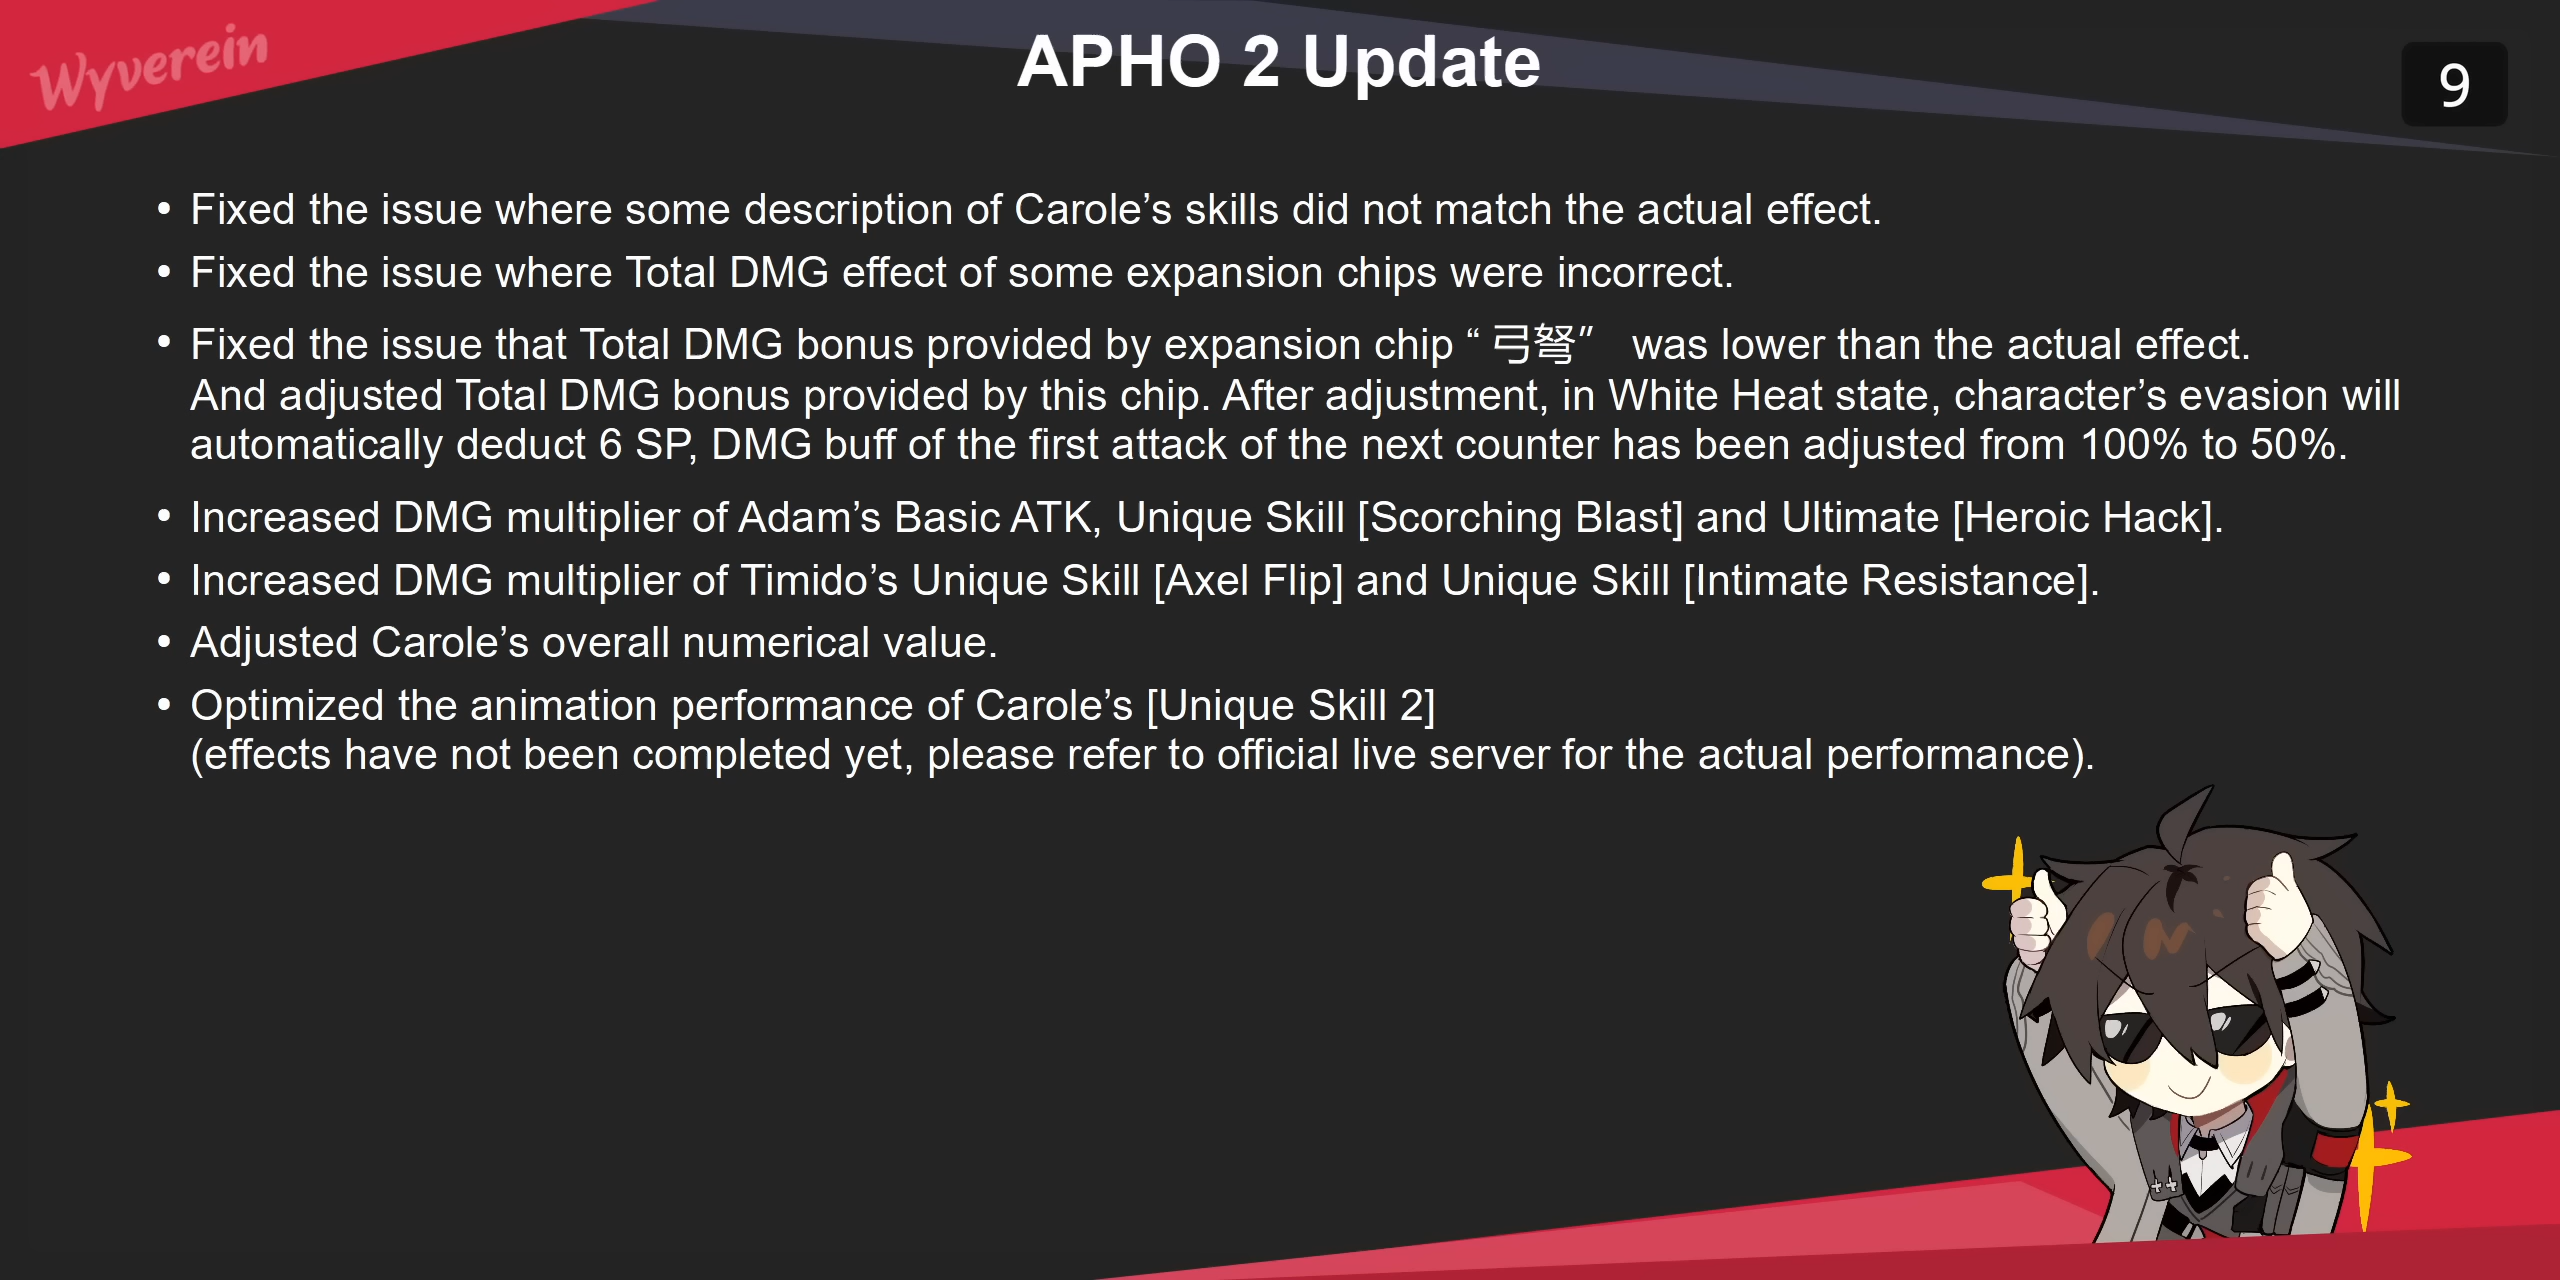 Wyverein
APHO 2 Update
9
• Fixed the issue where some description of Carole’s skills did not match the actual effect.
• Fixed the issue where Total DMG effect of some expansion chips were incorrect.
• Fixed the issue that Total DMG bonus provided by expansion chip “ 弓弩” was lower than the actual effect.
And adjusted Total DMG bonus provided by this chip. After adjustment, in White Heat state, character’s evasion will
automatically deduct 6 SP, DMG buff of the first attack of the next counter has been adjusted from 100% to 50%.
• Increased DMG multiplier of Adam’s Basic ATK, Unique Skill [Scorching Blast] and Ultimate [Heroic Hack].
• Increased DMG multiplier of Timido’s Unique Skill [Axel Flip] and Unique Skill [Intimate Resistance].
• Adjusted Carole’s overall numerical value.
• Optimized the animation performance of Carole’s [Unique Skill 2]
(effects have not been completed yet, please refer to official live server for the actual performance).